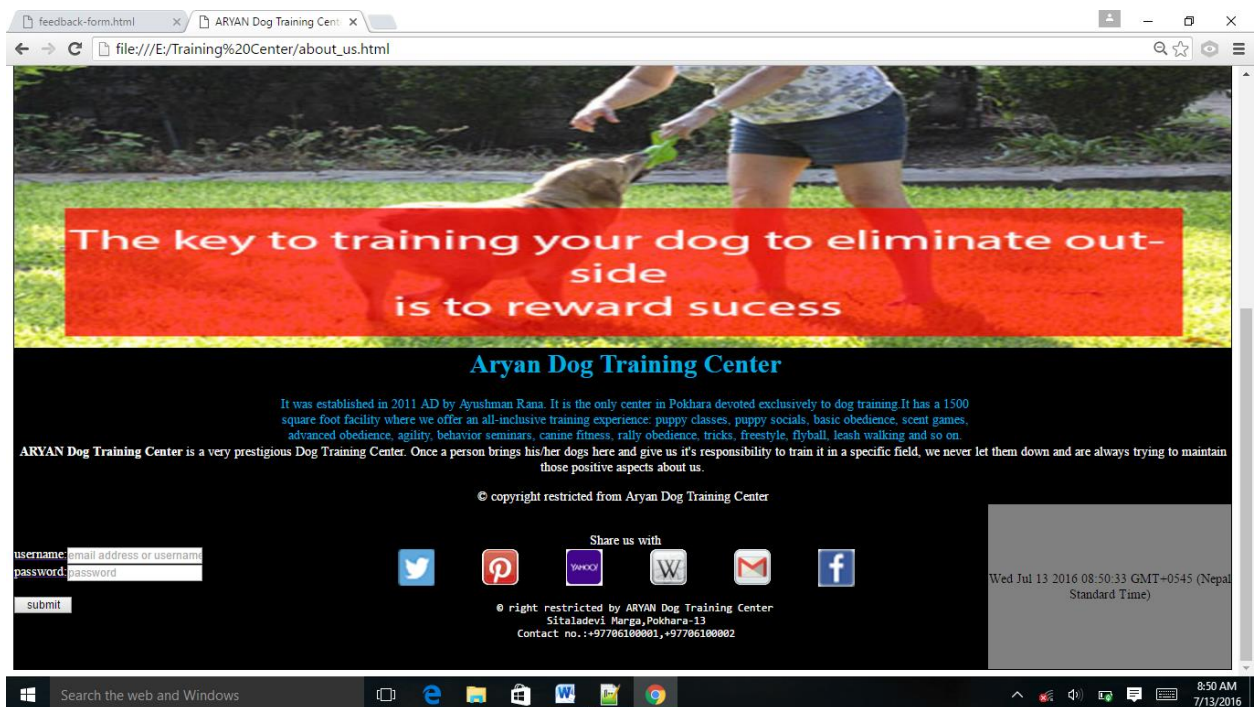 feedback-form.html
ARYAN Dog Training Cent
file:///E:/Training%20Center/about_us.html
The key to training your dog to eliminate out-
side
is to reward sucess
Aryan Dog Training Center
It was established in 2011 AD by Ayushman Rana. It is the only center in Pokhara devoted exclusively to dog training.It has a 1500
square foot facility where we offer an all-inclusive training experience: puppy classes, puppy socials, basic obedience, scent games,
advanced obedience, agility, behavior seminars, canine fitness, rally obedience, tricks, freestyle, flyball, leash walking and so on.
ARYAN Dog Training Center is a very prestigious Dog Training Center. Once a person brings his/her dogs here and give us it's responsibility to train it in a specific field, we never let them down and are always trying to maintain
those positive aspects about us.
© copyright restricted from Aryan Dog Training Center
Share us with
username:email address or username
password:password
YAHOO!
W
Wed Jul 13 2016 08:50:33 GMT+0545 (Nepal
Standard Time)
submit
© right restricted by ARYAN Dog Training Center
Sitaladevi Marga,Pokhara-13
Contact no.:+97706100001,+97706100002
Search the web and Windows
8:50 AM
7/13/2016